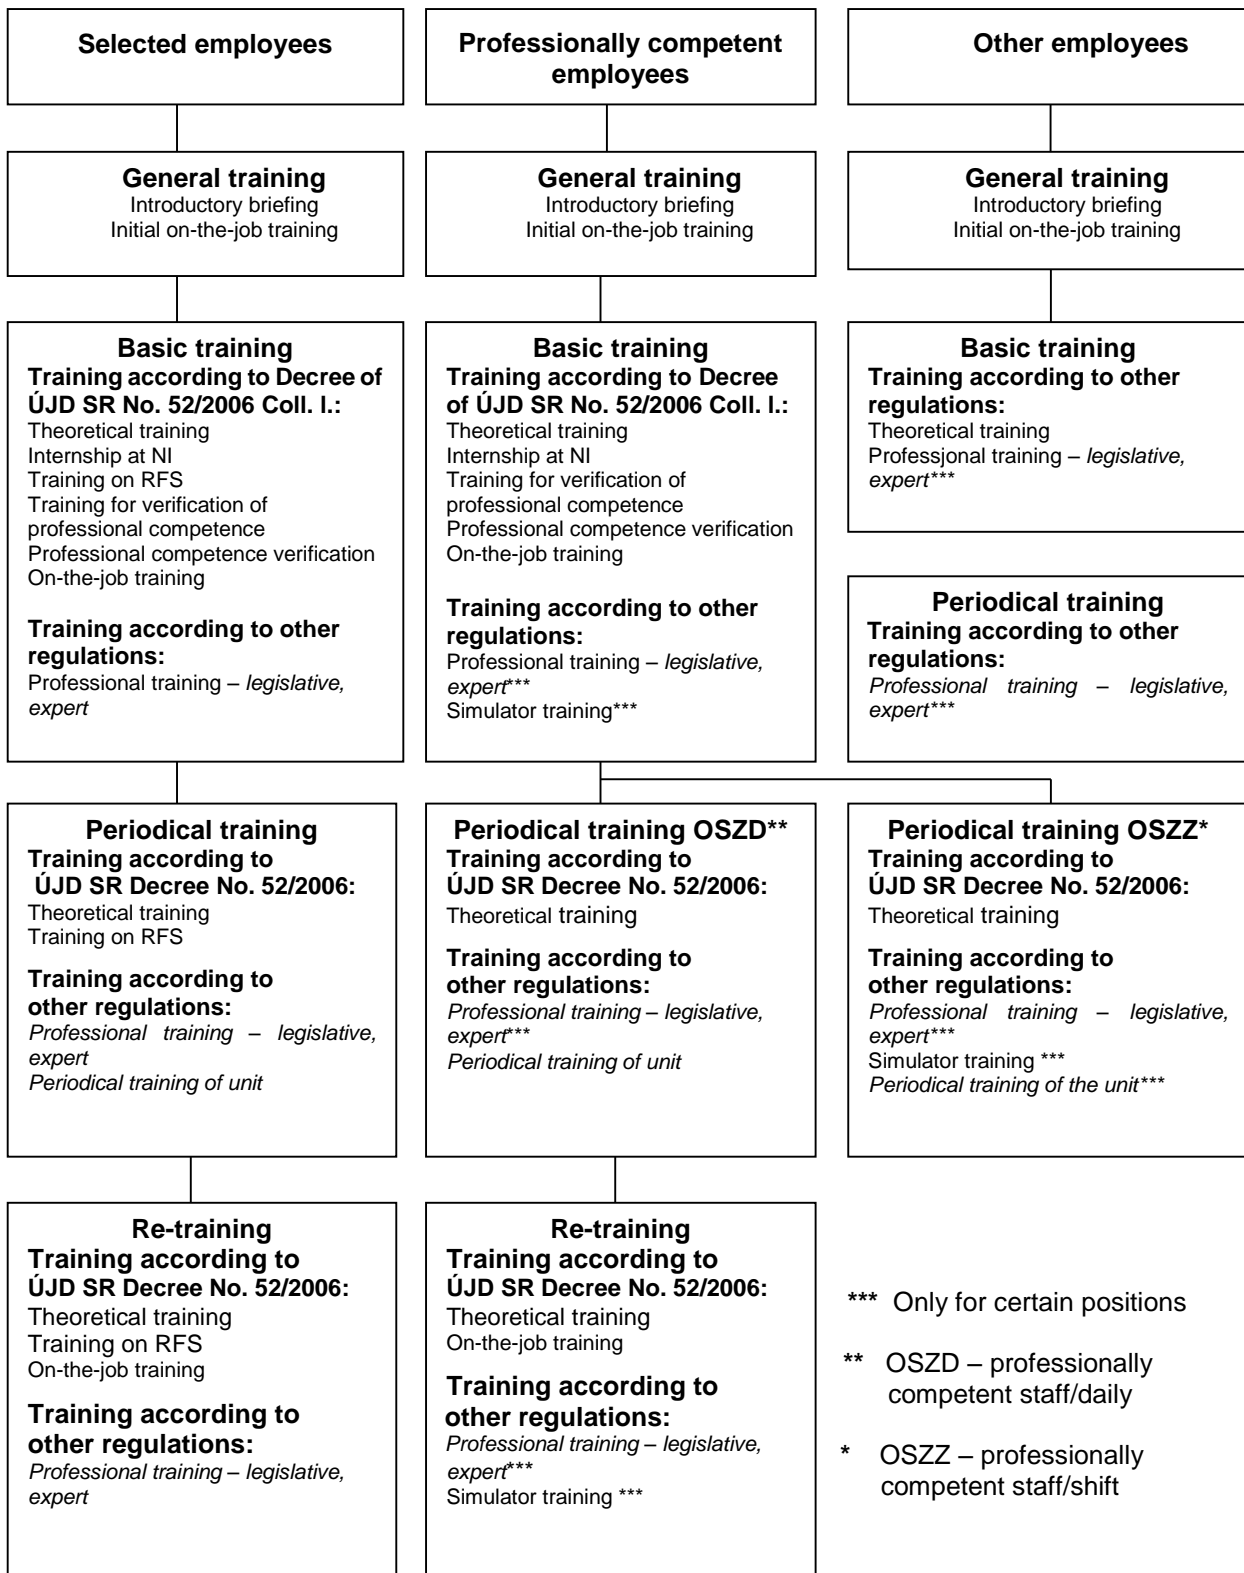 Selected employees
Professionally competent
employees
Other employees
General training
Introductory briefing
Initial on-the-job training
General training
Introductory briefing
Initial on-the-job training
General training
Introductory briefing
Initial on-the-job training
Basic training
Training according to Decree of
ÚJD SR No. 52/2006 Coll. l.:
Theoretical training
Internship at NI
Training on RFS
Training for verification of
professional competence
Professional competence verification
On-the-job training
Training according to other
regulations:
Professional training – legislative,
expert
Basic training
Training according to Decree
of ÚJD SR No. 52/2006 Coll. l.:
Theoretical training
Internship at NI
Training for verification of
professional competence
Professional competence verification
On-the-job training
Training according to other
regulations:
Professional training – legislative,
expert***
Simulator training***
Basic training
Training according to other
regulations:
Theoretical training
Professjonal training – legislative,
expert***
Periodical training
Training according to other
regulations:
Professional training – legislative,
expert***
Periodical training
Training according to
ÚJD SR Decree No. 52/2006:
Theoretical training
Training on RFS
Training according to
other regulations:
Professional training – legislative,
expert
Periodical training of unit
Periodical training OSZD**
Training according to
ÚJD SR Decree No. 52/2006:
Theoretical training
Training according to
other regulations:
Professional training – legislative,
expert***
Periodical training of unit
Periodical training OSZZ*
Training according to
ÚJD SR Decree No. 52/2006:
Theoretical training
Training according to
other regulations:
Professional training – legislative,
expert***
Simulator training ***
Periodical training of the unit***
Re-training
Training according to
ÚJD SR Decree No. 52/2006:
Theoretical training
Training on RFS
On-the-job training
Training according to
other regulations:
Professional training – legislative,
expert
Re-training
Training according to
ÚJD SR Decree No. 52/2006:
Theoretical training
On-the-job training
Training according to
other regulations:
Professional training – legislative,
expert***
Simulator training ***
*** Only for certain positions
** OSZD – professionally
competent staff/daily
* OSZZ – professionally
competent staff/shift